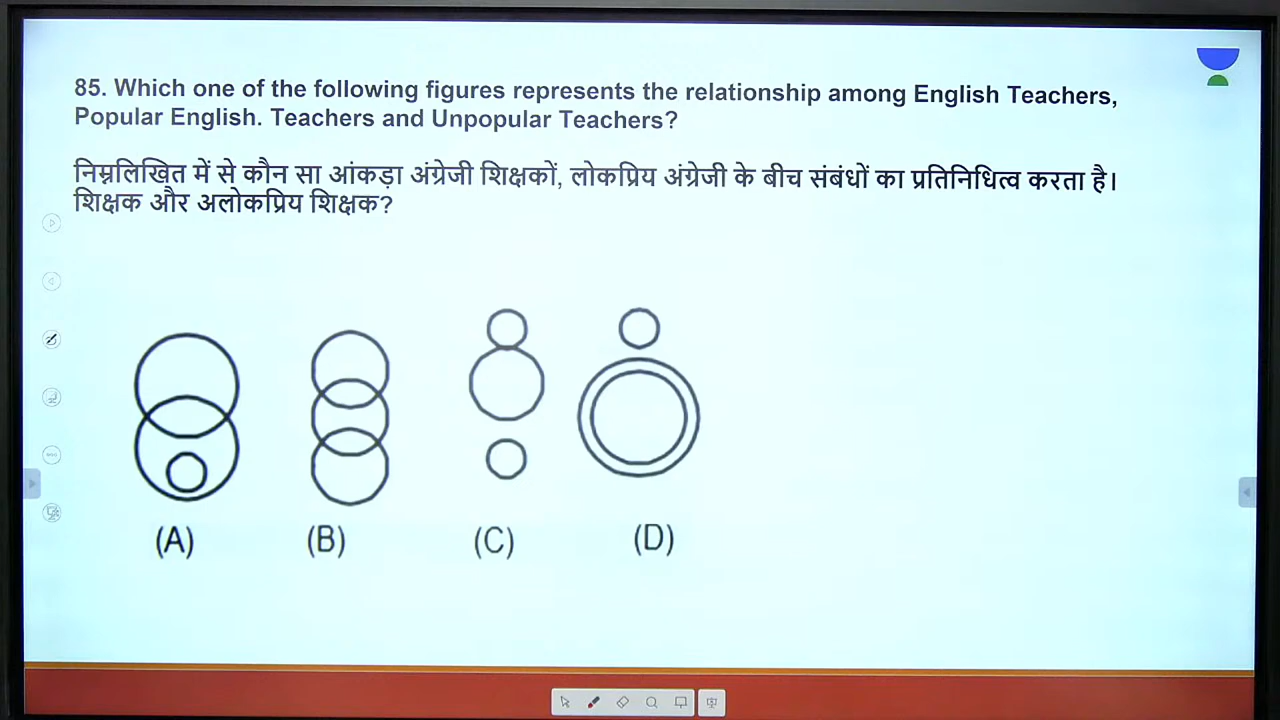 85. Which one of the following figures represents the relationship among English Teachers,
Popular English. Teachers and Unpopular Teachers?
निम्नलिखित में से कौन सा आंकड़ा अंग्रेजी शिक्षकों, लोकप्रिय अंग्रेजी के बीच संबंधों का प्रतिनिधित्व करता है।
शिक्षक और अलोकप्रिय शिक्षक?
(A) (B) (C) (D)